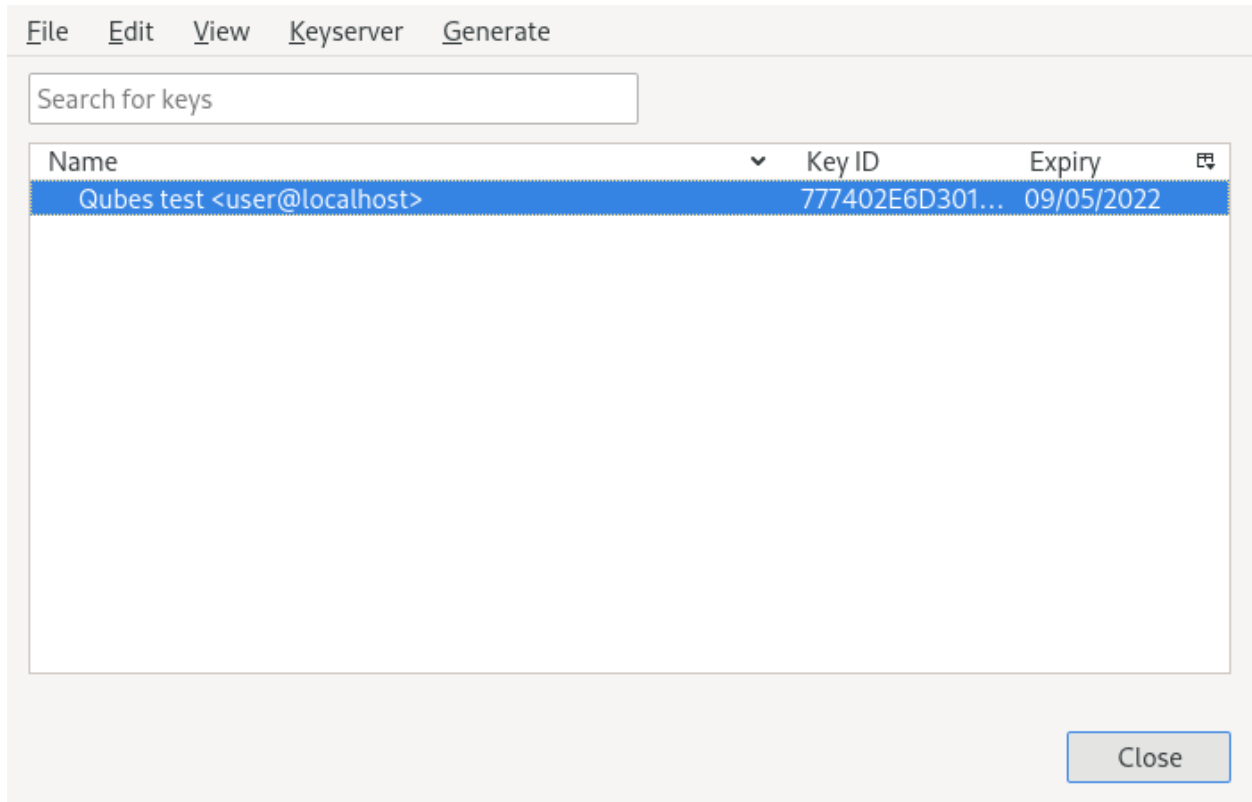 File Edit View Keyserver Generate
Search for keys
Name Key ID Expiry
Qubes test <user@localhost> 777402E6D301... 09/05/2022
Close